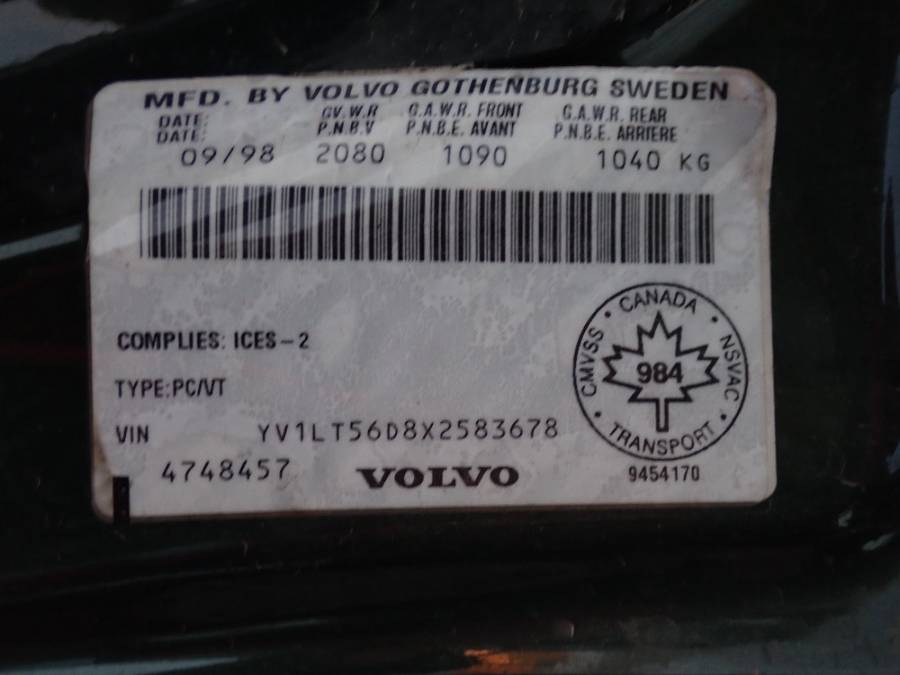 MFD. BY VOLVO GOTHENBURG SWEDEN
DATE: GV.W.R G.A.W.R. FRONT G.A.W.R. REAR
DATE: P.N.B.V P.N.B.E. AVANT P.N.B.E. ARRIERE
09/98 2080 1090 1040 KG
CANADA
CMVSS NSVAC
984
TRANSPORT
COMPLIES: ICES-2
TYPE:PC/VT
VIN YV1LT56D8X2583678
4748457 VOLVO 9454170